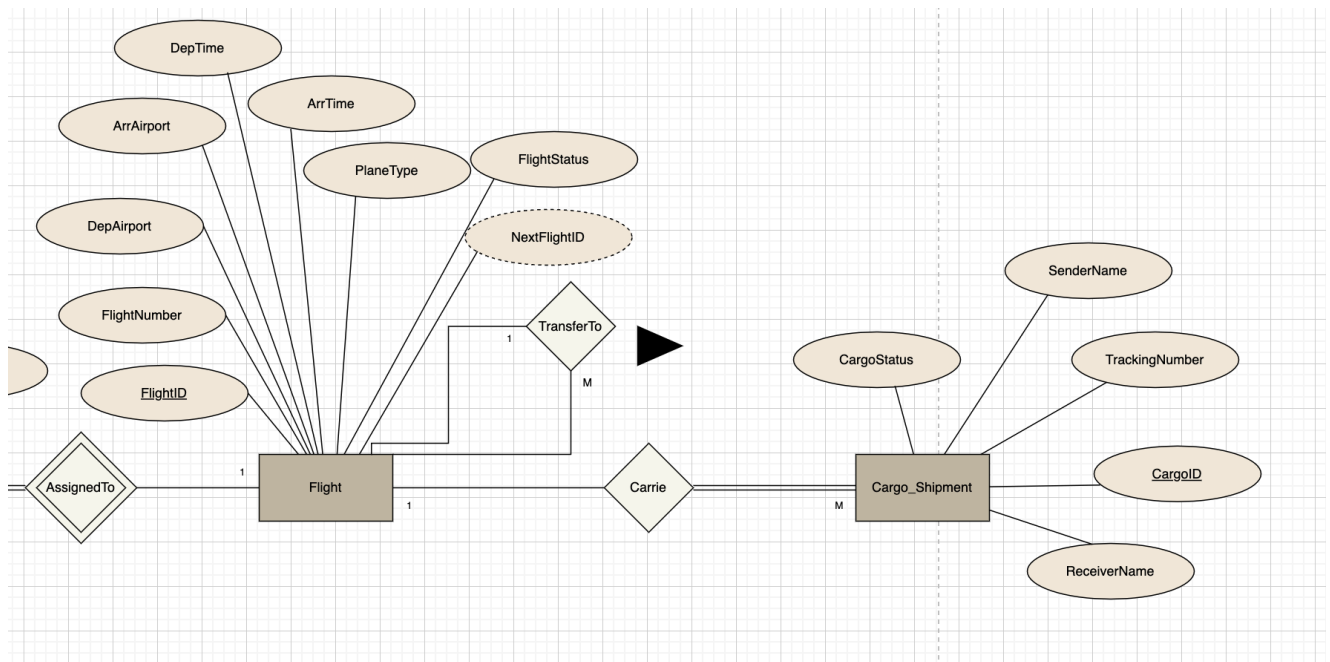 DepTime
ArrTime
ArrAirport
FlightStatus
PlaneType
DepAirport
NextFlightID
SenderName
FlightNumber
TransferTo
1
CargoStatus
TrackingNumber
M
FlightID
1
CargoID
AssignedTo
Flight
Carrie
Cargo_Shipment
1
M
ReceiverName